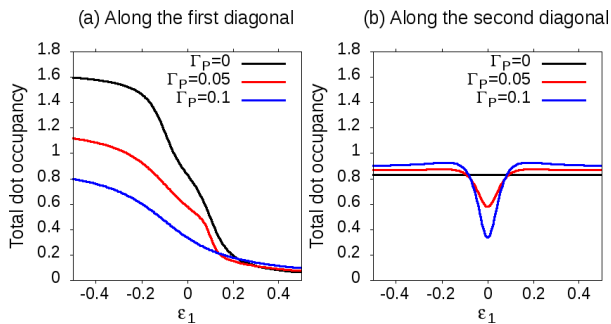 (a) Along the first diagonal
Total dot occupancy
1.8
1.6
1.4
1.2
1
0.8
0.6
0.4
0.2
0
ΓP=0
ΓP=0.05
ΓP=0.1
-0.4 -0.2 0 0.2 0.4
ε1
(b) Along the second diagonal
Total dot occupancy
1.8
1.6
1.4
1.2
1
0.8
0.6
0.4
0.2
0
ΓP=0
ΓP=0.05
ΓP=0.1
-0.4 -0.2 0 0.2 0.4
ε1